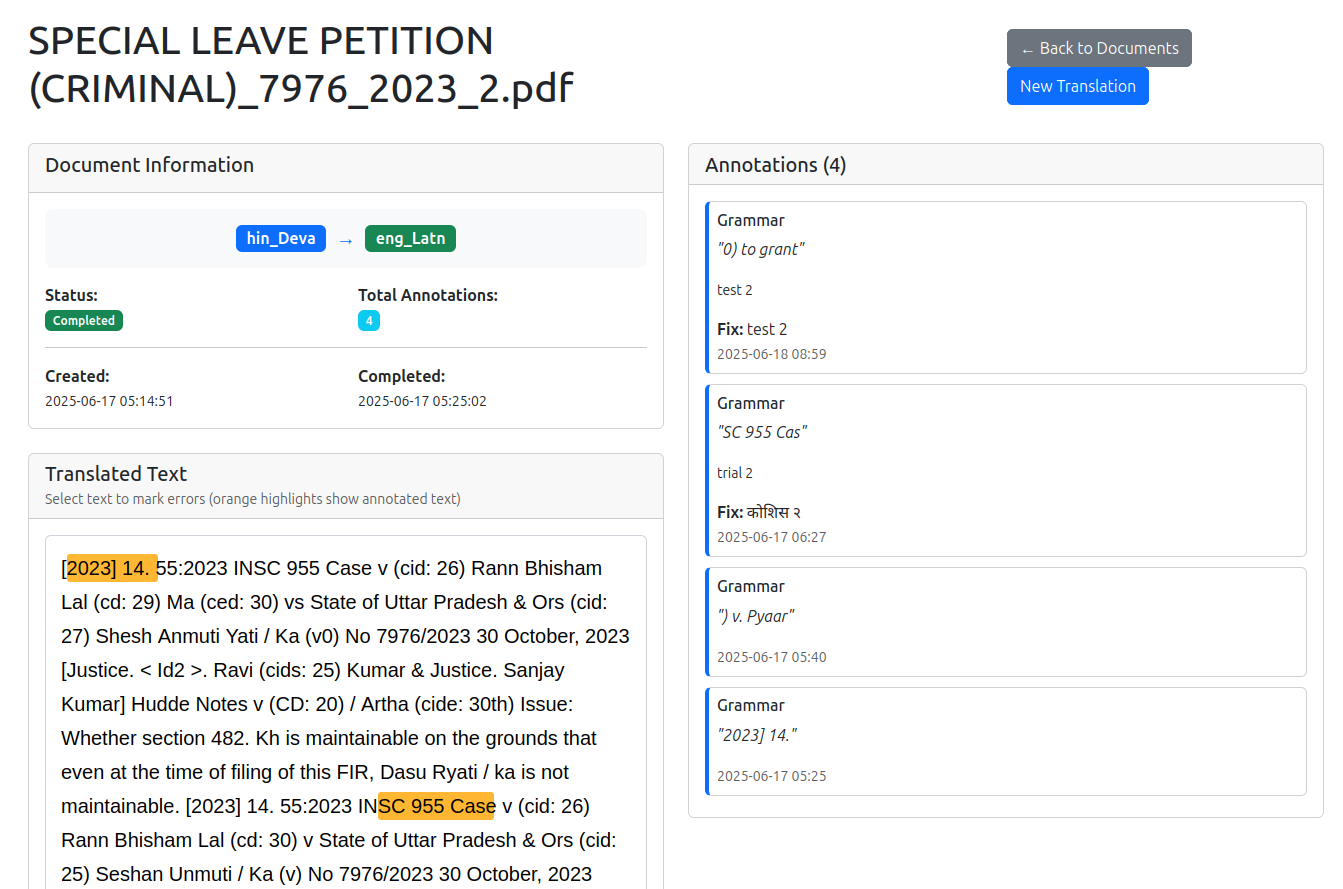 SPECIAL LEAVE PETITION
(CRIMINAL)_7976_2023_2.pdf
← Back to Documents
New Translation
Document Information
hin_Deva → eng_Latn
Status:
Completed
Total Annotations:
4
Created:
2025-06-17 05:14:51
Completed:
2025-06-17 05:25:02
Translated Text
Select text to mark errors (orange highlights show annotated text)
[2023] 14. 55:2023 INSC 955 Case v (cid: 26) Rann Bhisham
Lal (cd: 29) Ma (ced: 30) vs State of Uttar Pradesh & Ors (cid:
27) Shesh Anmuti Yati / Ka (v0) No 7976/2023 30 October, 2023
[Justice. < Id2 >. Ravi (cids: 25) Kumar & Justice. Sanjay
Kumar] Hudde Notes v (CD: 20) / Artha (cide: 30th) Issue:
Whether section 482. Kh is maintainable on the grounds that
even at the time of filing of this FIR, Dasu Ryati / ka is not
maintainable. [2023] 14. 55:2023 INSC 955 Case v (cid: 26)
Rann Bhisham Lal (cd: 30) v State of Uttar Pradesh & Ors (cid:
25) Seshan Unmuti / Ka (v) No 7976/2023 30 October, 2023
Annotations (4)
Grammar
"0) to grant"
test 2
Fix: test 2
2025-06-18 08:59
Grammar
"SC 955 Cas"
trial 2
Fix: कोशिस २
2025-06-17 06:27
Grammar
") v. Pyaar"
2025-06-17 05:40
Grammar
"2023] 14."
2025-06-17 05:25